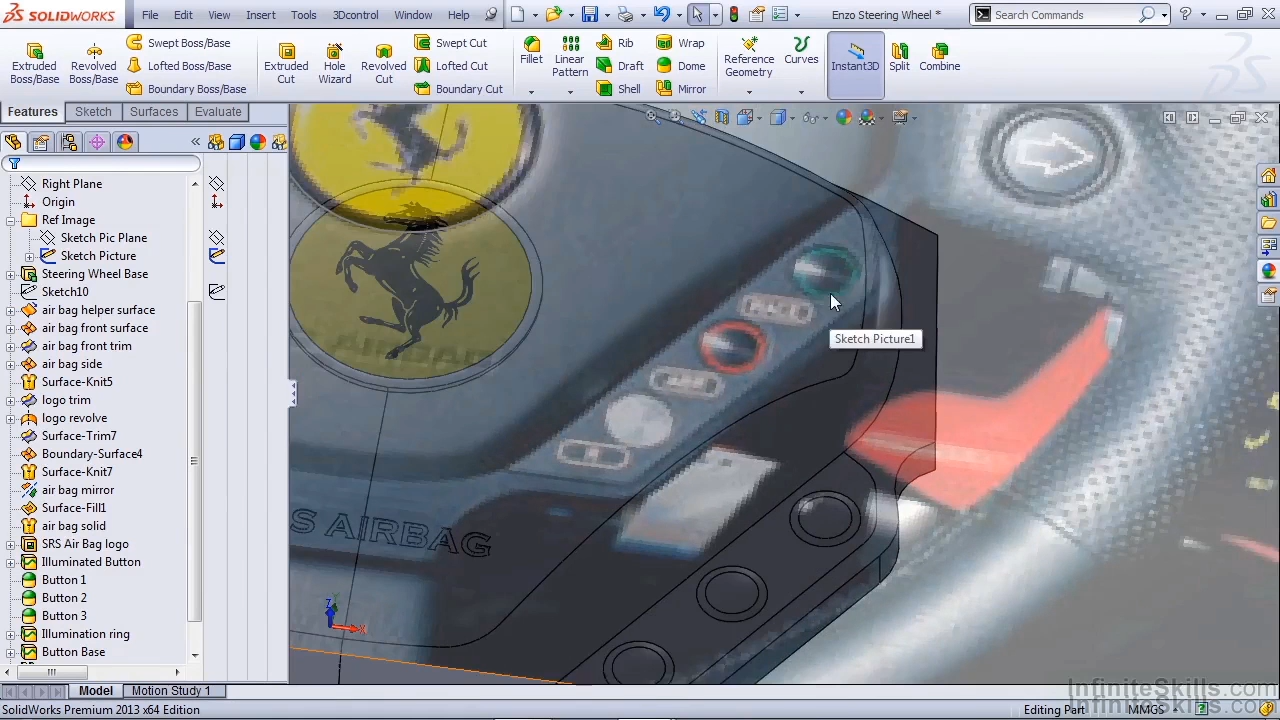 SOLIDWORKS
File Edit View Insert Tools 3Dcontrol Window Help
Enzo Steering Wheel *
Search Commands
Extruded Boss/Base
Revolved Boss/Base
Swept Boss/Base
Lofted Boss/Base
Boundary Boss/Base
Extruded Cut
Hole Wizard
Revolved Cut
Swept Cut
Lofted Cut
Boundary Cut
Fillet
Linear Pattern
Rib
Draft
Shell
Wrap
Dome
Mirror
Reference Geometry
Curves
Instant3D
Split
Combine
Features Sketch Surfaces Evaluate
Right Plane
Origin
Ref Image
Sketch Pic Plane
Sketch Picture
Steering Wheel Base
Sketch10
air bag helper surface
air bag front surface
air bag front trim
air bag side
Surface-Knit5
logo trim
logo revolve
Surface-Trim7
Boundary-Surface4
Surface-Knit7
air bag mirror
Surface-Fill1
air bag solid
SRS Air Bag logo
Illuminated Button
Button 1
Button 2
Button 3
Illumination ring
Button Base
Sketch Picture1
S AIRBAG
Z
Y
X
Model Motion Study 1
SolidWorks Premium 2013 x64 Edition
Editing Part
MMGS
InfiniteSkills.com
InfiniteSkills.com